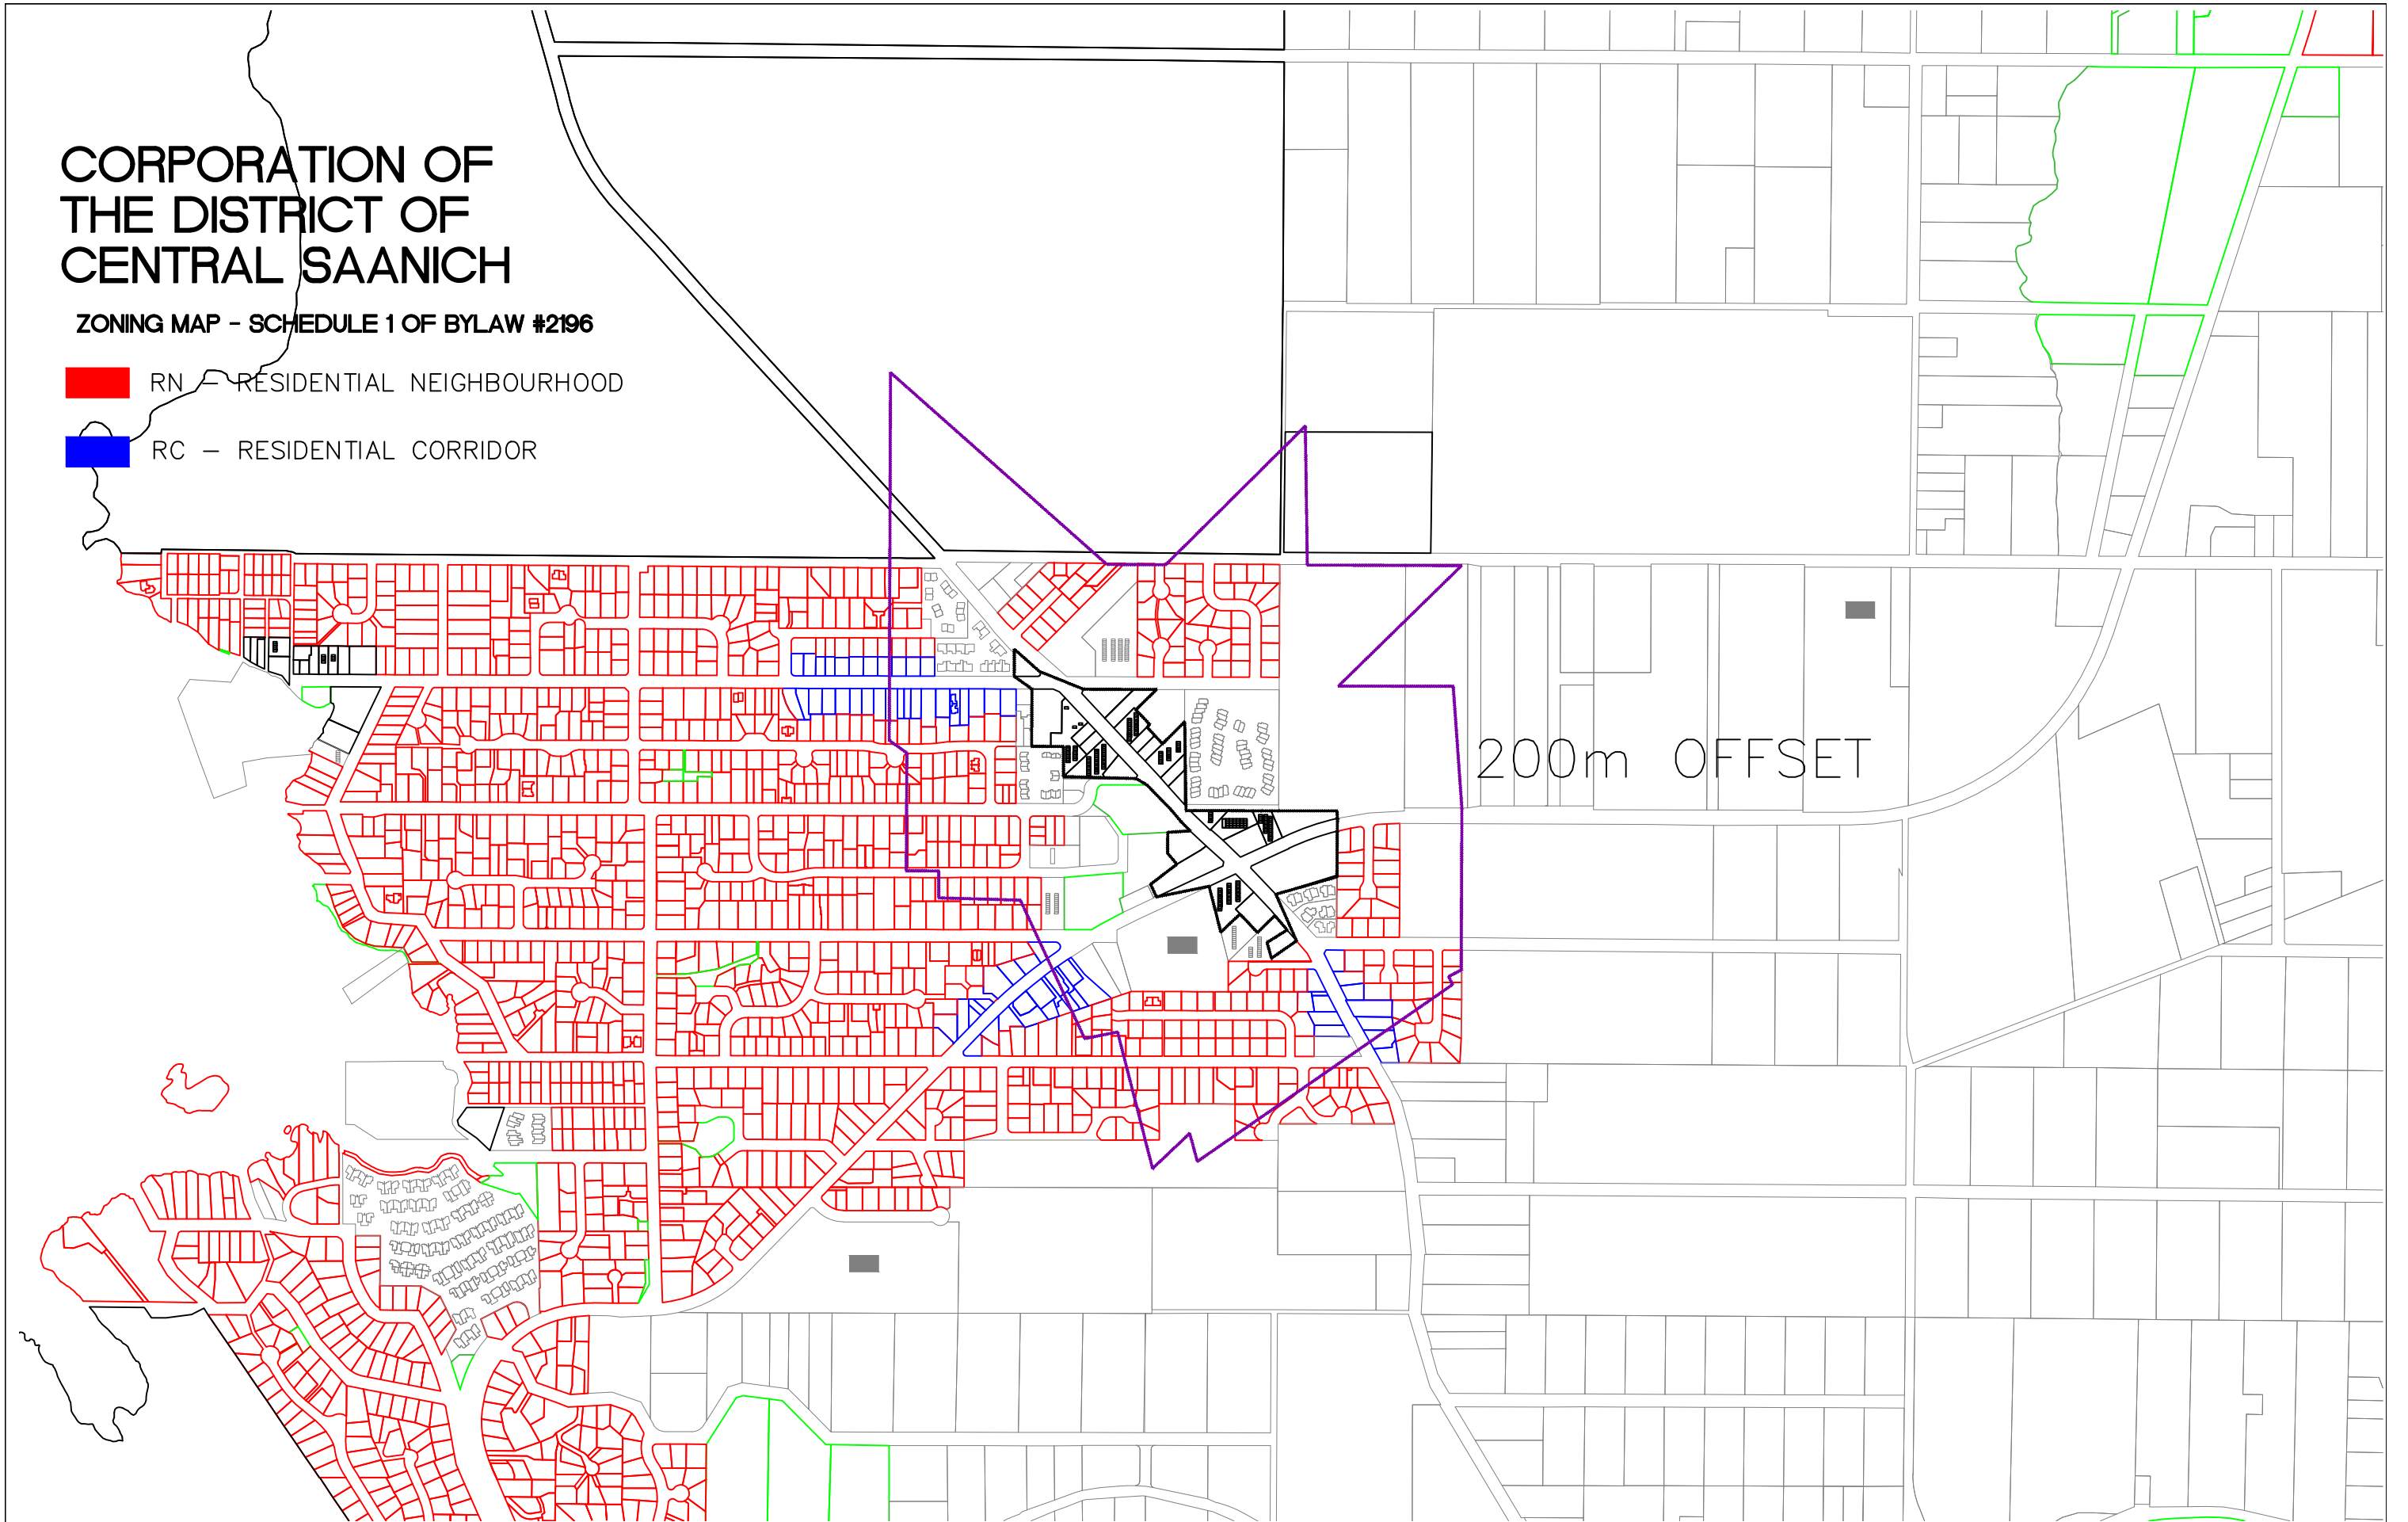 CORPORATION OF
THE DISTRICT OF
CENTRAL SAANICH
ZONING MAP - SCHEDULE 1 OF BYLAW #2196
RN - RESIDENTIAL NEIGHBOURHOOD
RC - RESIDENTIAL CORRIDOR
200m OFFSET